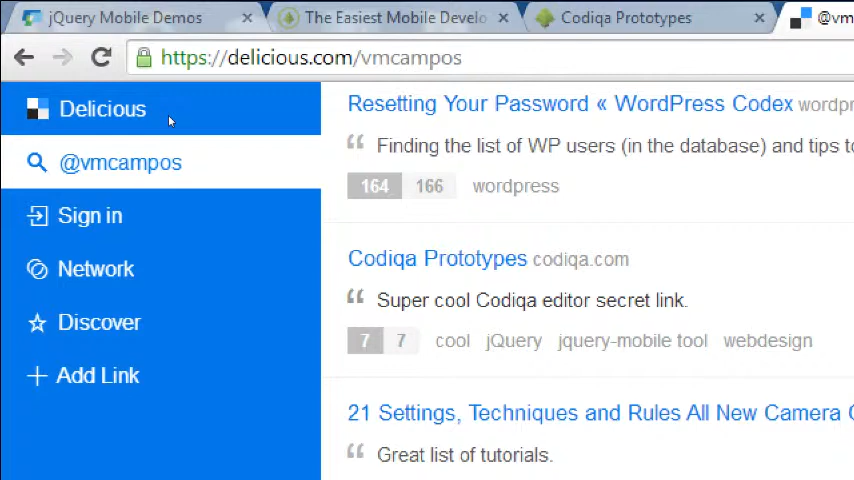 jQuery Mobile Demos
The Easiest Mobile Develo
Codiqa Prototypes
@vm
https://delicious.com/vmcampos
Delicious
@vmcampos
Sign in
Network
Discover
Add Link
Resetting Your Password « WordPress Codex wordpr
Finding the list of WP users (in the database) and tips to
164 166 wordpress
Codiqa Prototypes codiqa.com
Super cool Codiqa editor secret link.
7 7 cool jQuery jquery-mobile tool webdesign
21 Settings, Techniques and Rules All New Camera
Great list of tutorials.